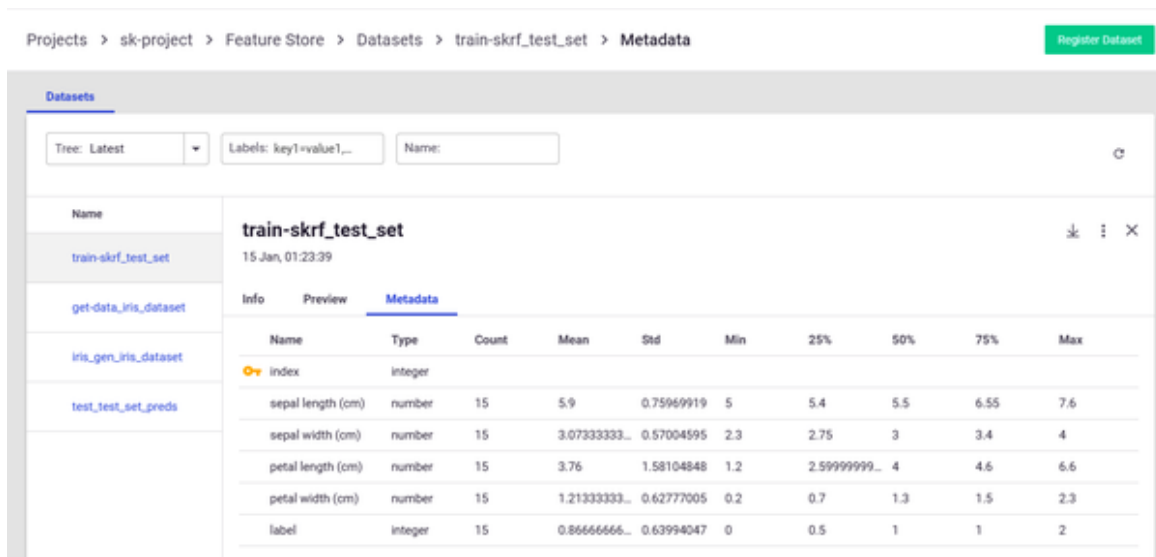 Projects > sk-project > Feature Store > Datasets > train-skrf_test_set > Metadata
Register Dataset
Datasets
Tree: Latest
Labels: key1=value1,...
Name:
Name
train-skrf_test_set
get-data_iris_dataset
iris_gen_iris_dataset
test_test_set_preds
train-skrf_test_set
15 Jan, 01:23:39
Info Preview Metadata
Name Type Count Mean Std Min 25% 50% 75% Max
index integer
sepal length (cm) number 15 5.9 0.75969919 5 5.4 5.5 6.55 7.6
sepal width (cm) number 15 3.07333333... 0.57004595 2.3 2.75 3 3.4 4
petal length (cm) number 15 3.76 1.58104848 1.2 2.59999999... 4 4.6 6.6
petal width (cm) number 15 1.21333333... 0.62777005 0.2 0.7 1.3 1.5 2.3
label integer 15 0.86666666... 0.63994047 0 0.5 1 1 2